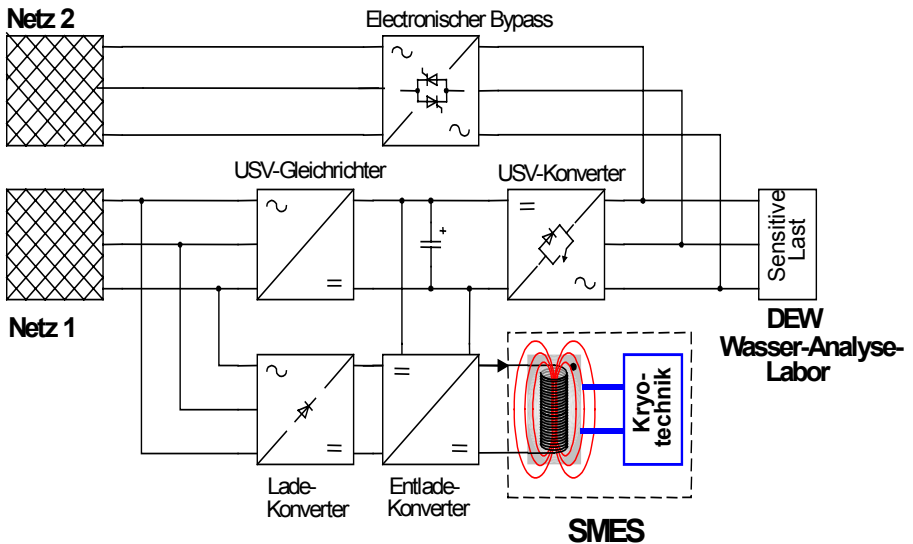 Netz 2
Electronischer Bypass
USV-Gleichrichter
USV-Konverter
+
Sensitive
Last
Netz 1
DEW
Wasser-Analyse-
Labor
Kryo-
technik
Lade-
Konverter
Entlade-
Konverter
SMES